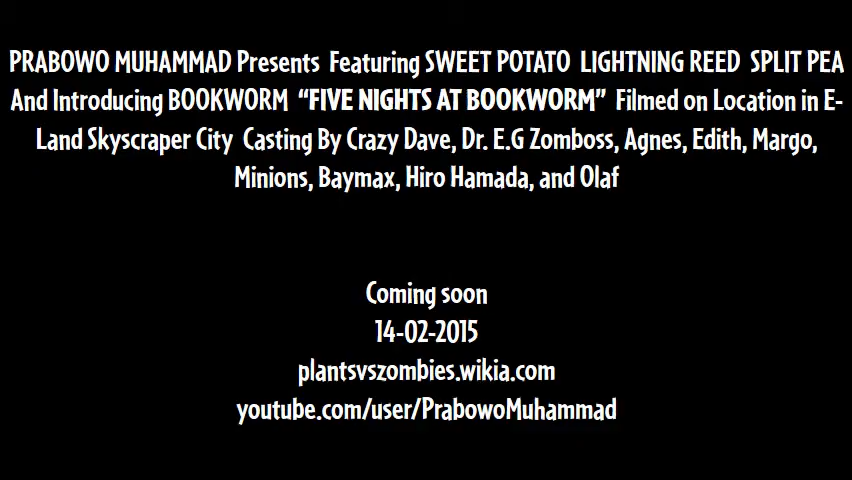 PRABOWO MUHAMMAD Presents Featuring SWEET POTATO LIGHTNING REED SPLIT PEA
And Introducing BOOKWORM “FIVE NIGHTS AT BOOKWORM” Filmed on Location in E-
Land Skyscraper City Casting By Crazy Dave, Dr. E.G Zomboss, Agnes, Edith, Margo,
Minions, Baymax, Hiro Hamada, and Olaf
Coming soon
14-02-2015
plantsvszombies.wikia.com
youtube.com/user/PrabowoMuhammad